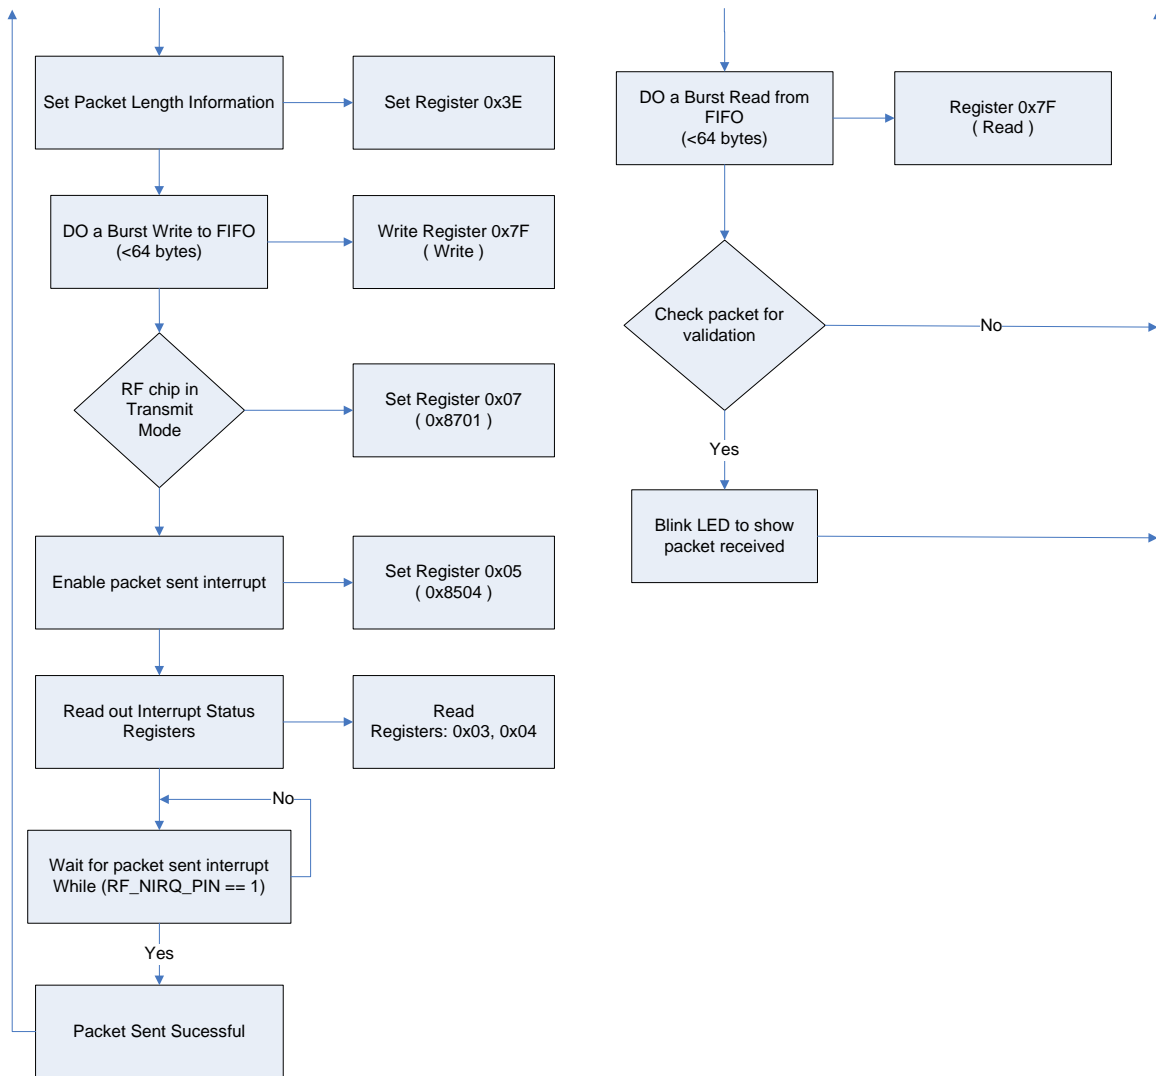 Set Packet Length Information
Set Register 0x3E
DO a Burst Write to FIFO
(<64 bytes)
Write Register 0x7F
( Write )
RF chip in
Transmit
Mode
Set Register 0x07
( 0x8701 )
Enable packet sent interrupt
Set Register 0x05
( 0x8504 )
Read out Interrupt Status
Registers
Read
Registers: 0x03, 0x04
No
Wait for packet sent interrupt
While (RF_NIRQ_PIN == 1)
Yes
Packet Sent Sucessful
DO a Burst Read from
FIFO
(<64 bytes)
Register 0x7F
( Read )
Check packet for
validation
No
Yes
Blink LED to show
packet received